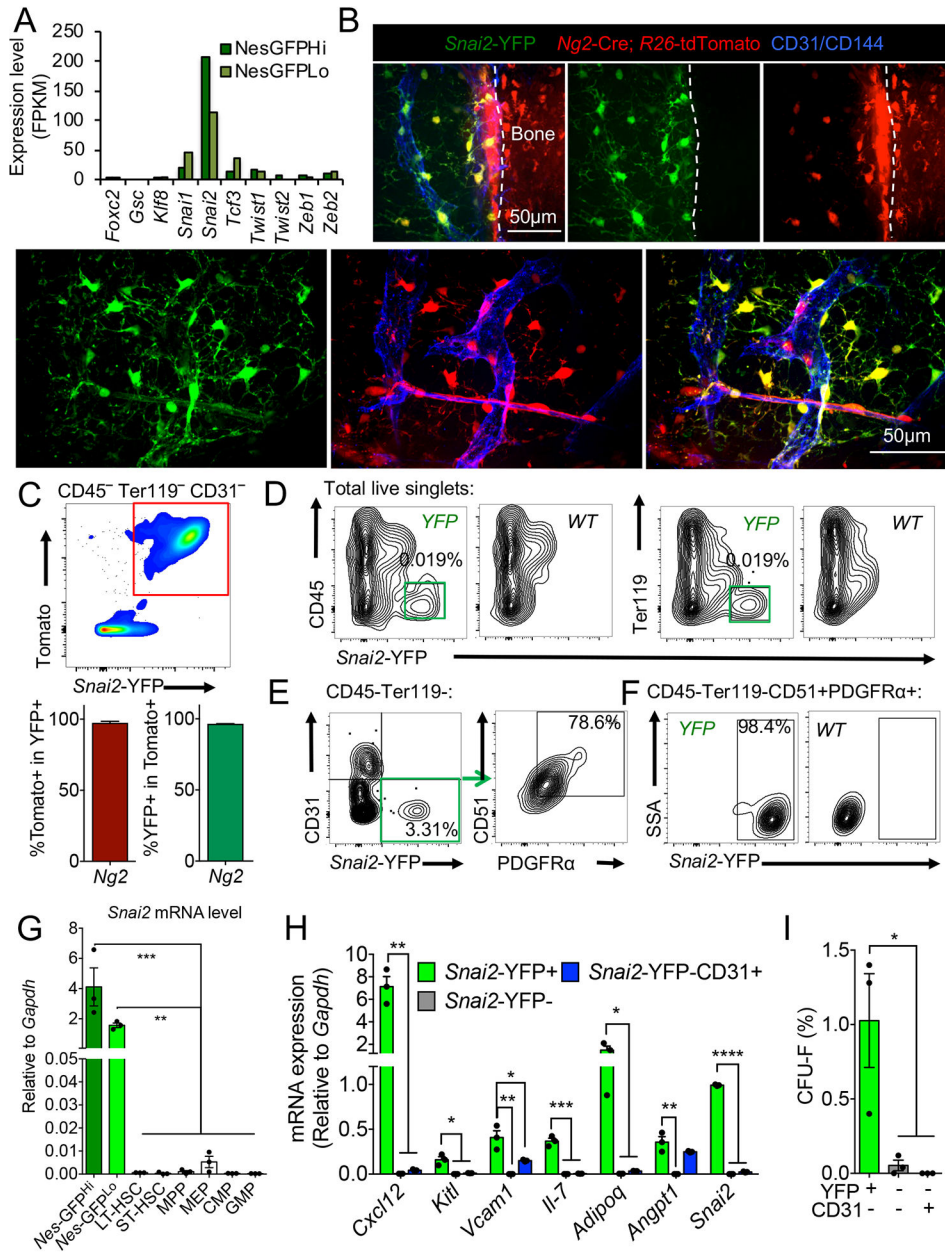 A
Expression level
(FPKM)
250
200
150
100
50
0
NesGFPHi
NesGFPLo
Foxc2
Gsc
Klf8
Snai1
Snai2
Tcf3
Twist1
Twist2
Zeb1
Zeb2
B
Snai2-YFP Ng2-Cre; R26-tdTomato CD31/CD144
Bone
50μm
50μm
50μm
C
CD45⁻ Ter119⁻ CD31⁻
Tomato
Snai2-YFP
%Tomato+ in YFP+
100
50
0
Ng2
%YFP+ in Tomato+
100
50
0
Ng2
D
Total live singlets:
YFP
0.019%
WT
CD45
YFP
0.019%
WT
Ter119
Snai2-YFP
E
CD45-Ter119-:
CD31
3.31%
Snai2-YFP
78.6%
CD51
PDGFRα
F
CD45-Ter119-CD51+PDGFRα+:
YFP
98.4%
WT
SSA
Snai2-YFP
G
Snai2 mRNA level
Relative to Gapdh
8
6
4
2
0.05
0.04
0.03
0.02
0.01
0.00
***
**
Nes-GFPHi
Nes-GFPLo
LT-HSC
ST-HSC
MPP
MEP
CMP
GMP
H
mRNA expression
(Relative to Gapdh)
10
8
6
4
2
1.0
0.5
0.0
Snai2-YFP+
Snai2-YFP-CD31+
Snai2-YFP-
**
*
*
**
***
*
**
****
Cxcl12
Kitl
Vcam1
Il-7
Adipoq
Angpt1
Snai2
I
CFU-F (%)
1.5
1.0
0.5
0.0
*
YFP + - -
CD31 - - +